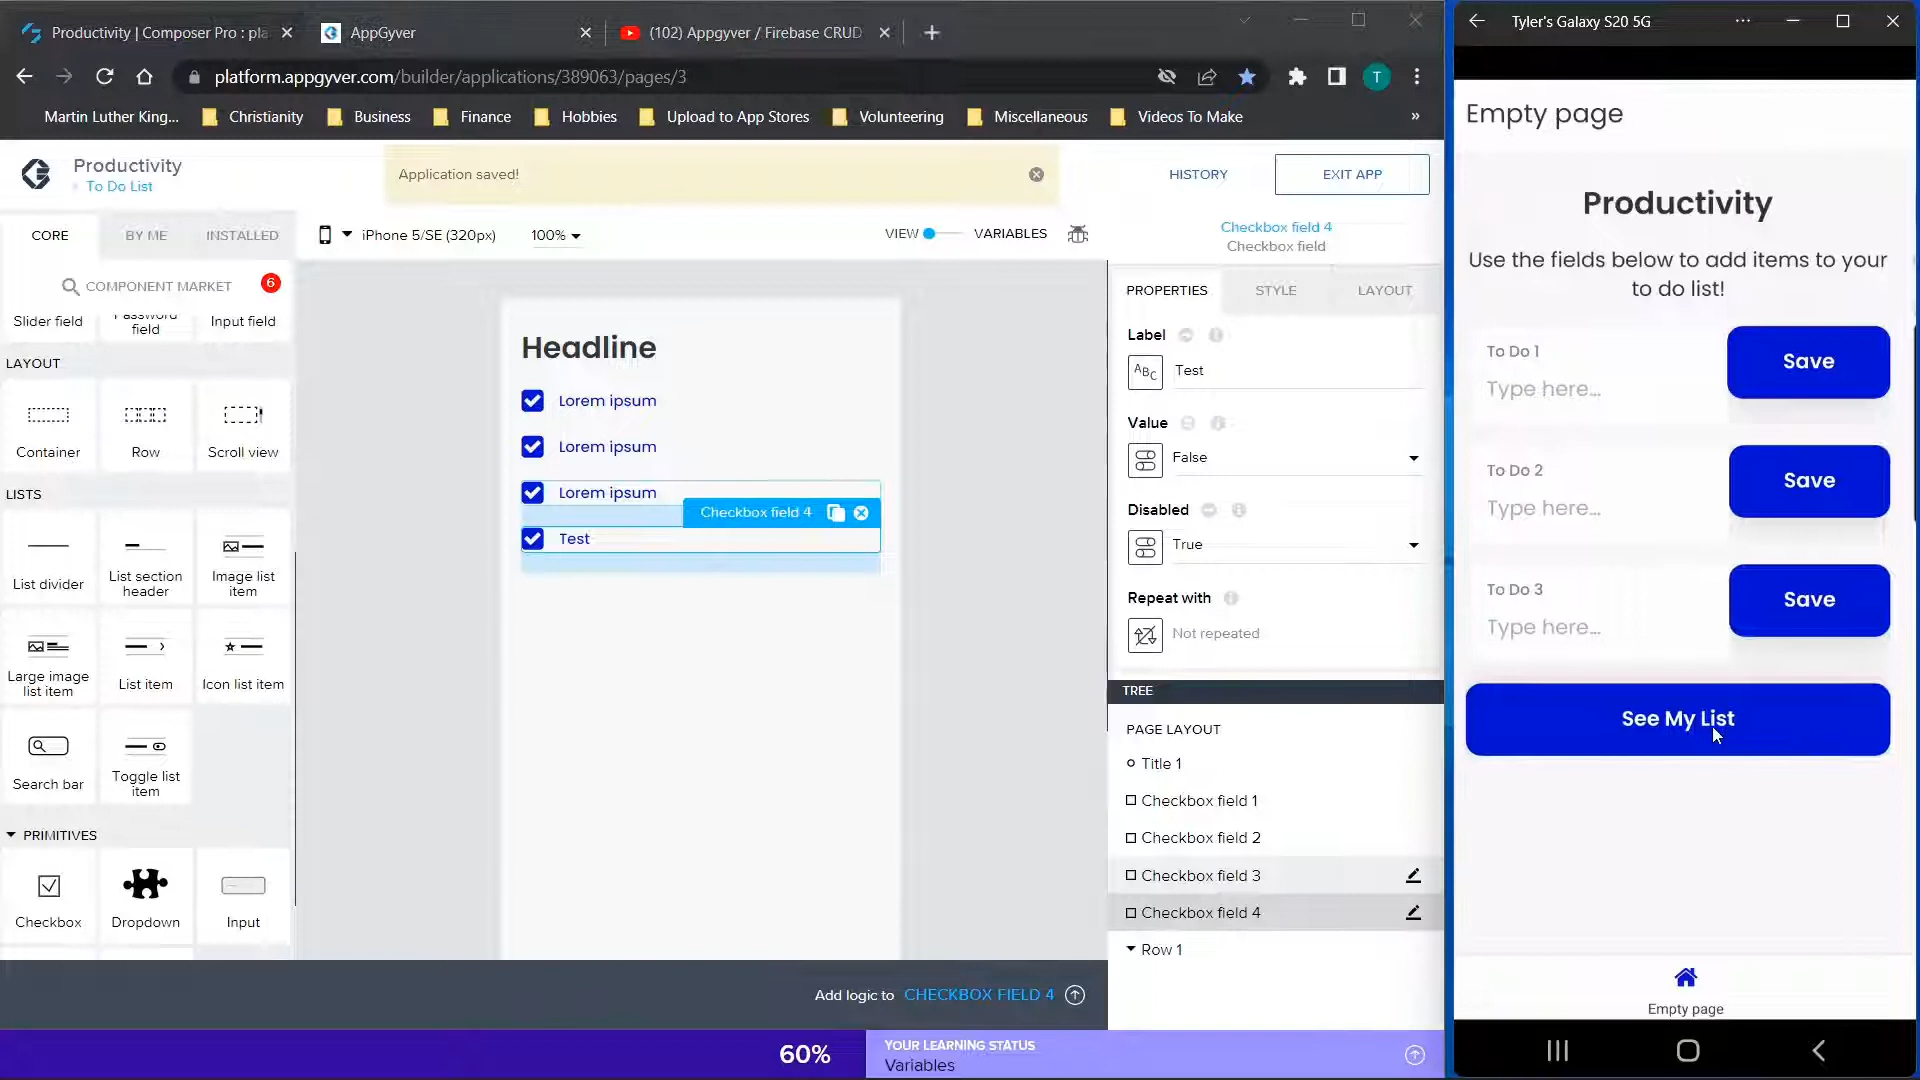 Productivity | Composer Pro : pla
AppGyver
(102) Appgyver / Firebase CRUD
platform.appgyver.com/builder/applications/389063/pages/3
T
Martin Luther King...
Christianity
Business
Finance
Hobbies
Upload to App Stores
Volunteering
Miscellaneous
Videos To Make
»
Productivity
To Do List
Application saved!
HISTORY
EXIT APP
CORE
BY ME
INSTALLED
iPhone 5/SE (320px)
100%
VIEW
VARIABLES
COMPONENT MARKET
6
Slider field
Password field
Input field
LAYOUT
Container
Row
Scroll view
LISTS
List divider
List section header
Image list item
Large image list item
List item
Icon list item
Search bar
Toggle list item
PRIMITIVES
Checkbox
Dropdown
Input
Headline
Lorem ipsum
Lorem ipsum
Lorem ipsum
Checkbox field 4
Test
Add logic to CHECKBOX FIELD 4
60%
YOUR LEARNING STATUS
Variables
Checkbox field 4
Checkbox field
PROPERTIES
STYLE
LAYOUT
Label
ABC
Test
Value
False
Disabled
True
Repeat with
Not repeated
TREE
PAGE LAYOUT
Title 1
Checkbox field 1
Checkbox field 2
Checkbox field 3
Checkbox field 4
Row 1
Tyler's Galaxy S20 5G
Empty page
Productivity
Use the fields below to add items to your
to do list!
To Do 1
Type here...
Save
To Do 2
Type here...
Save
To Do 3
Type here...
Save
See My List
Empty page